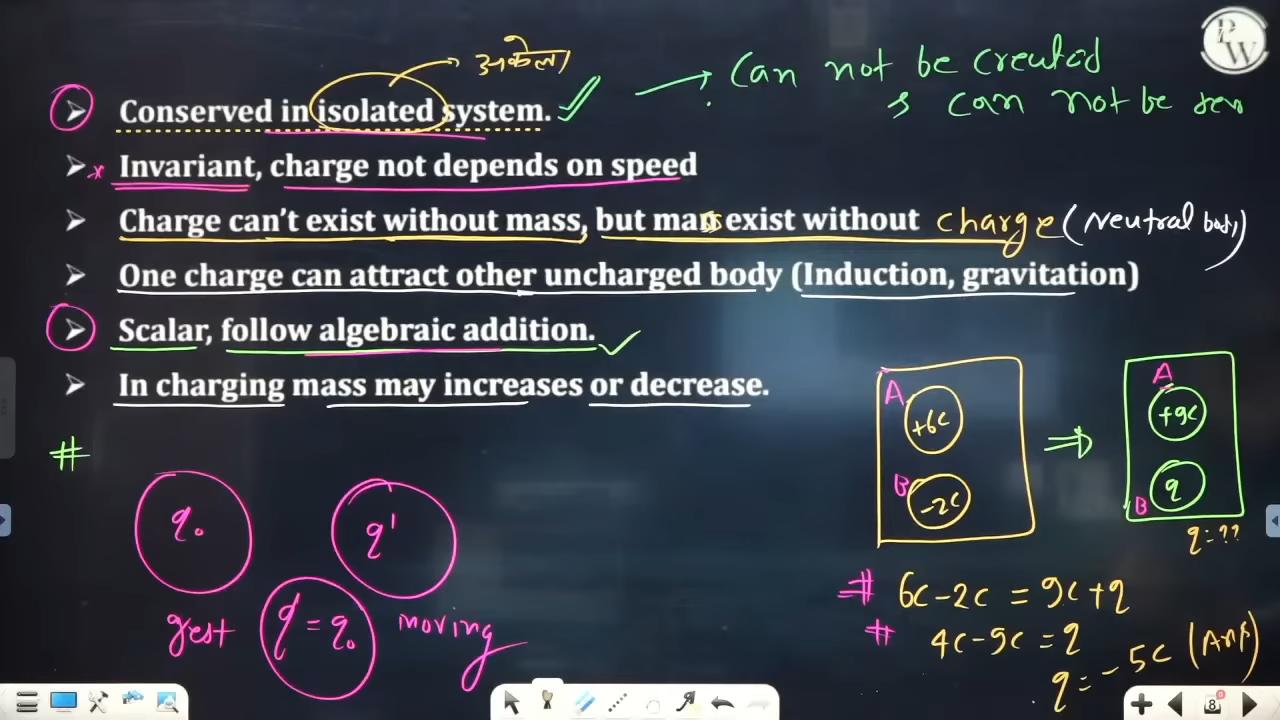 PW
अकेला
Can not be created
➤ Conserved in isolated system.
& can not be
➤ Invariant, charge not depends on speed
➤ Charge can't exist without mass, but mass exist without charge (Neutral body)
➤ One charge can attract other uncharged body (Induction, gravitation)
➤ Scalar, follow algebraic addition.
➤ In charging mass may increases or decrease.
A +6C
B -2C
⇒
A +9C
B q
q = ??
#
q₀
q'
rest
q = q₀
moving
# 6C - 2C = 9C + q
# 4C - 9C = q
q = -5C (Ans)
8